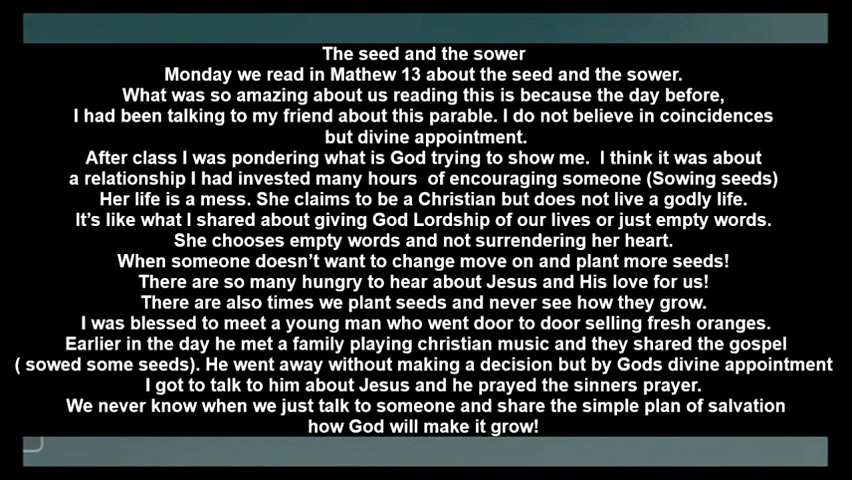 The seed and the sower
Monday we read in Mathew 13 about the seed and the sower.
What was so amazing about us reading this is because the day before,
I had been talking to my friend about this parable. I do not believe in coincidences
but divine appointment.
After class I was pondering what is God trying to show me.  I think it was about
a relationship I had invested many hours  of encouraging someone (Sowing seeds)
Her life is a mess. She claims to be a Christian but does not live a godly life.
It's like what I shared about giving God Lordship of our lives or just empty words.
She chooses empty words and not surrendering her heart.
When someone doesn't want to change move on and plant more seeds!
There are so many hungry to hear about Jesus and His love for us!
There are also times we plant seeds and never see how they grow.
I was blessed to meet a young man who went door to door selling fresh oranges.
Earlier in the day he met a family playing christian music and they shared the gospel
( sowed some seeds). He went away without making a decision but by Gods divine appointment
I got to talk to him about Jesus and he prayed the sinners prayer.
We never know when we just talk to someone and share the simple plan of salvation
how God will make it grow!